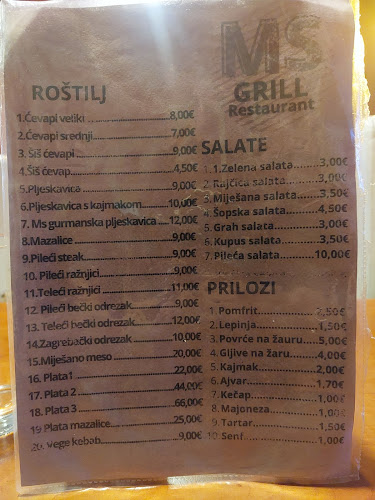 MS
GRILL
Restaurant
ROŠTILJ
1.Ćevapi veliki 8,00€
2.Ćevapi srednji 7,00€
3. Šiš ćevapi 9,00€
4.Šiš ćevap 4,50€
5.Pljeskavica 9,00€
6.Pljeskavica s kajmakom 10,00€
7. Ms gurmanska pljeskavica 12,00€
8.Mazalice 9,00€
9.Pileći steak 9,00€
10. Pileći ražnjici 9,00€
11.Teleći ražnjići 11,00€
12. Pileći bečki odrezak 9,00€
13. Teleći bečki odrezak 12,00€
14.Zagrebački odrezak 10,00€
15.Miješano meso 20,00€
16. Plata1 22,00€
17. Plata 2 44,00€
18. Plata 3 66,00€
19 Plata mazalice 25,00€
20. Vege kebab 9,00€
SALATE
1.1.Zelena salata 3,00€
2. Rajčica salata 3,00€
3. Miješana salata 3,50€
4. Šopska salata 4,50€
5. Grah salata 3,00€
6. Kupus salata 3,50€
7. Pileća salata 10,00€
PRILOZI
1. Pomfrit 2,50€
2. Lepinja 1,50€
3. Povrće na žauru 5,00€
4. Gljive na žaru 4,00€
5. Kajmak 2,00€
6. Ajvar 1,70€
7. Kečap 1,00€
8. Majoneza 1,00€
9. Tartar 1,50€
10. Senf 1,00€